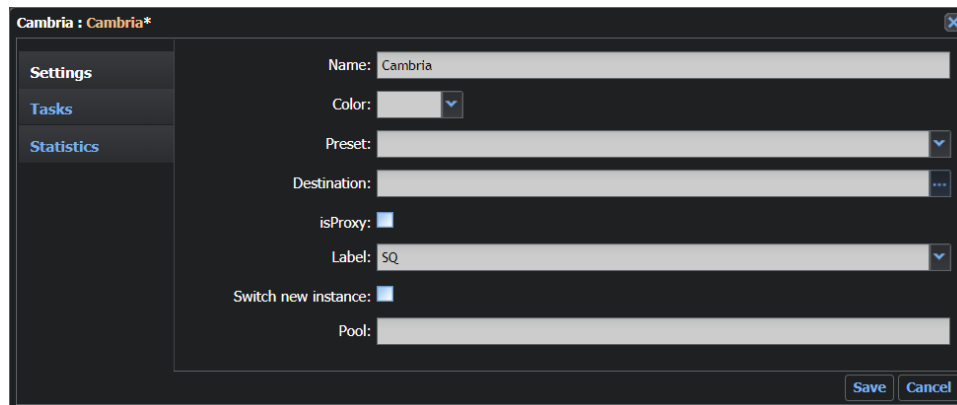 Cambria : Cambria*
Settings
Tasks
Statistics
Name: Cambria
Color:
Preset:
Destination:
...
isProxy:
Label: SQ
Switch new instance:
Pool:
Save Cancel